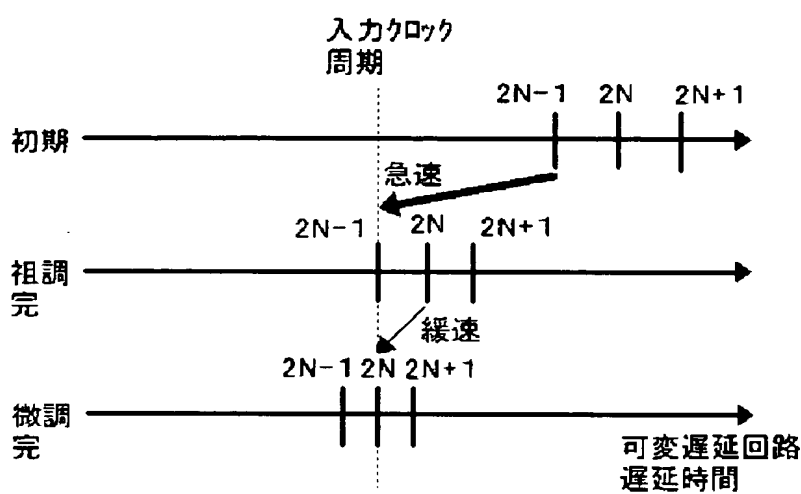 入力クロック
周期
2N-1 2N 2N+1
初期
急速
2N-1 2N 2N+1
祖調
完
緩速
2N-1 2N 2N+1
微調
完
可変遅延回路
遅延時間